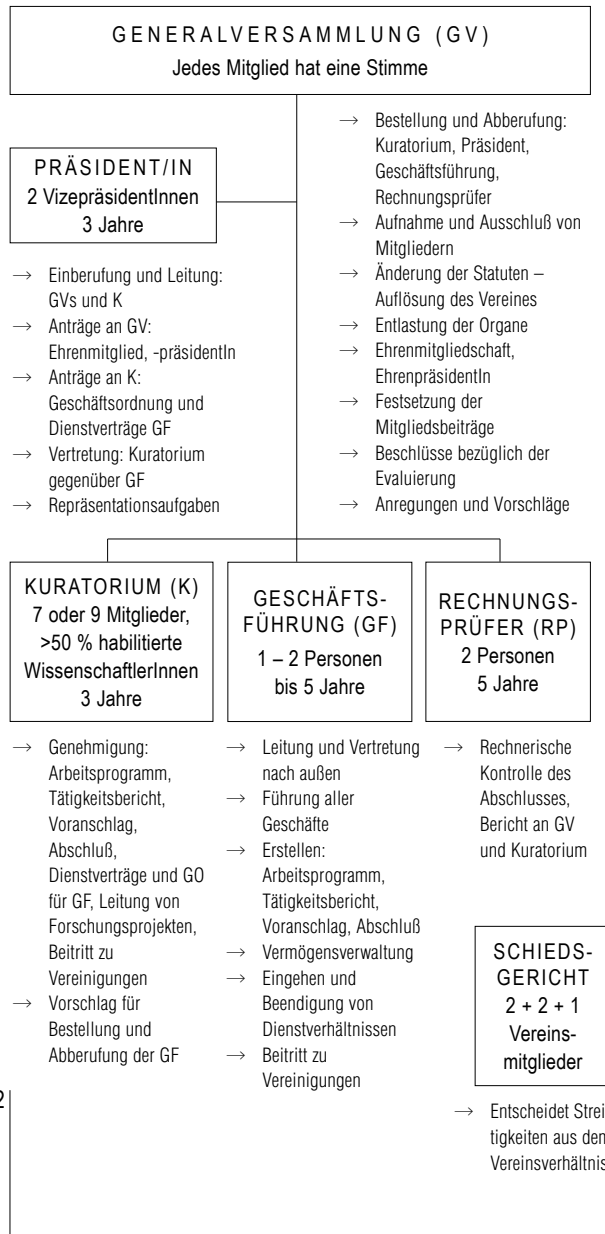 GENERALVERSAMMLUNG (GV)
Jedes Mitglied hat eine Stimme
PRÄSIDENT/IN
2 VizepräsidentInnen
3 Jahre
→ Einberufung und Leitung:
GVs und K
→ Anträge an GV:
Ehrenmitglied, -präsidentIn
→ Anträge an K:
Geschäftsordnung und
Dienstverträge GF
→ Vertretung: Kuratorium
gegenüber GF
→ Repräsentationsaufgaben
→ Bestellung und Abberufung:
Kuratorium, Präsident,
Geschäftsführung,
Rechnungsprüfer
→ Aufnahme und Ausschluß von
Mitgliedern
→ Änderung der Statuten –
Auflösung des Vereines
→ Entlastung der Organe
→ Ehrenmitgliedschaft,
EhrenpräsidentIn
→ Festsetzung der
Mitgliedsbeiträge
→ Beschlüsse bezüglich der
Evaluierung
→ Anregungen und Vorschläge
KURATORIUM (K)
7 oder 9 Mitglieder,
>50 % habilitierte
WissenschaftlerInnen
3 Jahre
→ Genehmigung:
Arbeitsprogramm,
Tätigkeitsbericht,
Voranschlag,
Abschluß,
Dienstverträge und GO
für GF, Leitung von
Forschungsprojekten,
Beitritt zu
Vereinigungen
→ Vorschlag für
Bestellung und
Abberufung der GF
GESCHÄFTS-
FÜHRUNG (GF)
1 – 2 Personen
bis 5 Jahre
→ Leitung und Vertretung
nach außen
→ Führung aller
Geschäfte
→ Erstellen:
Arbeitsprogramm,
Tätigkeitsbericht,
Voranschlag, Abschluß
→ Vermögensverwaltung
→ Eingehen und
Beendigung von
Dienstverhältnissen
→ Beitritt zu
Vereinigungen
RECHNUNGS-
PRÜFER (RP)
2 Personen
5 Jahre
→ Rechnerische
Kontrolle des
Abschlusses,
Bericht an GV
und Kuratorium
SCHIEDS-
GERICHT
2 + 2 + 1
Vereins-
mitglieder
→ Entscheidet Strei
tigkeiten aus dem
Vereinsverhältnis
2